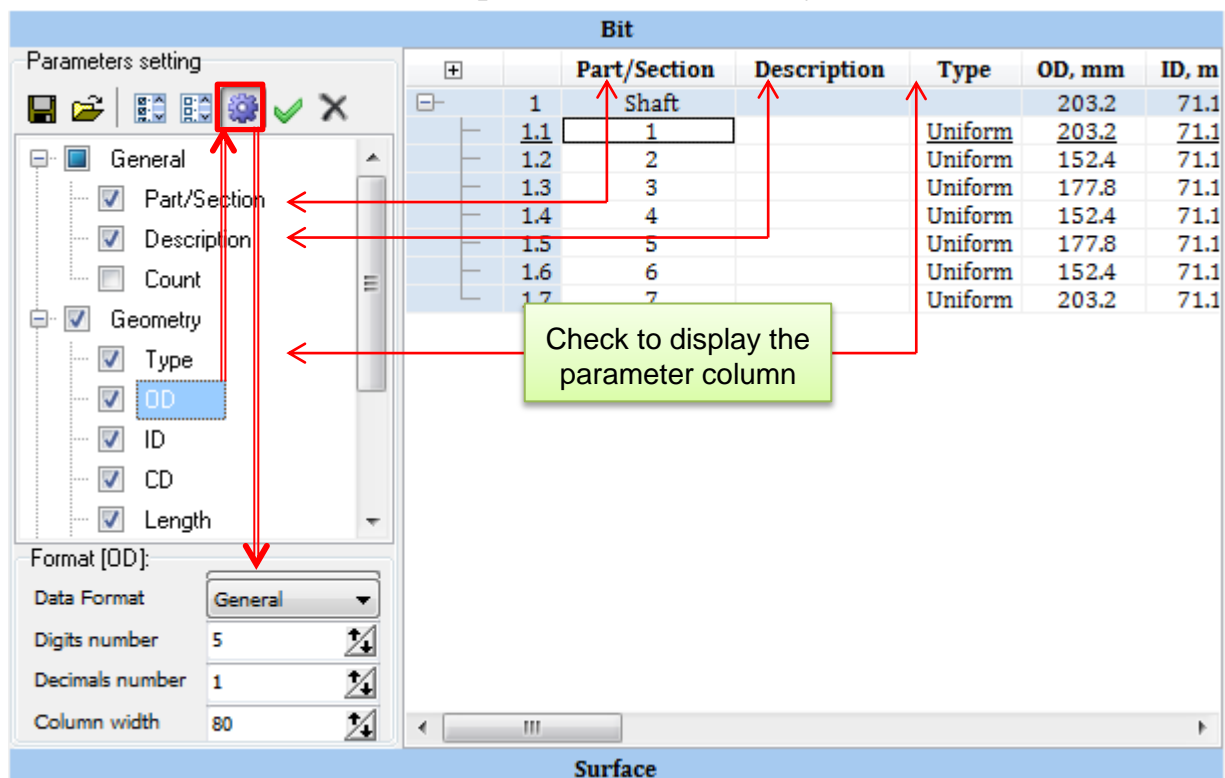 Bit
Parameters setting
General
Part/Section
Description
Count
Geometry
Type
OD
ID
CD
Length
Format [OD]:
Data Format General
Digits number 5
Decimals number 1
Column width 80
Part/Section Description Type OD, mm ID, m
1 Shaft 203.2 71.1
1.1 1 Uniform 203.2 71.1
1.2 2 Uniform 152.4 71.1
1.3 3 Uniform 177.8 71.1
1.4 4 Uniform 152.4 71.1
1.5 5 Uniform 177.8 71.1
1.6 6 Uniform 152.4 71.1
1.7 7 Uniform 203.2 71.1
Check to display the
parameter column
Surface